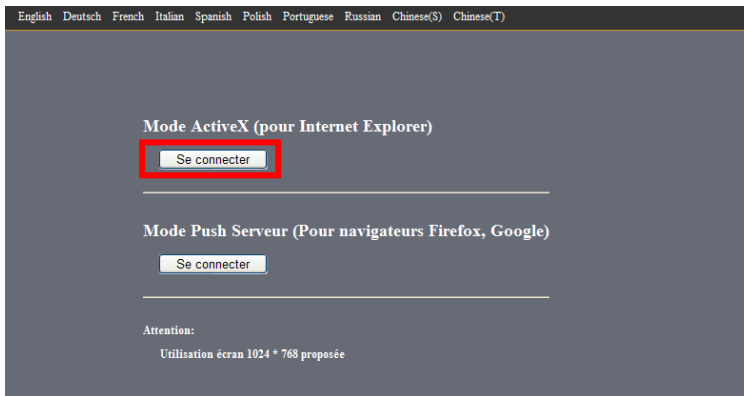 English Deutsch French Italian Spanish Polish Portuguese Russian Chinese(S) Chinese(T)
Mode ActiveX (pour Internet Explorer)
Se connecter
Mode Push Serveur (Pour navigateurs Firefox, Google)
Se connecter
Attention:
Utilisation écran 1024 * 768 proposée